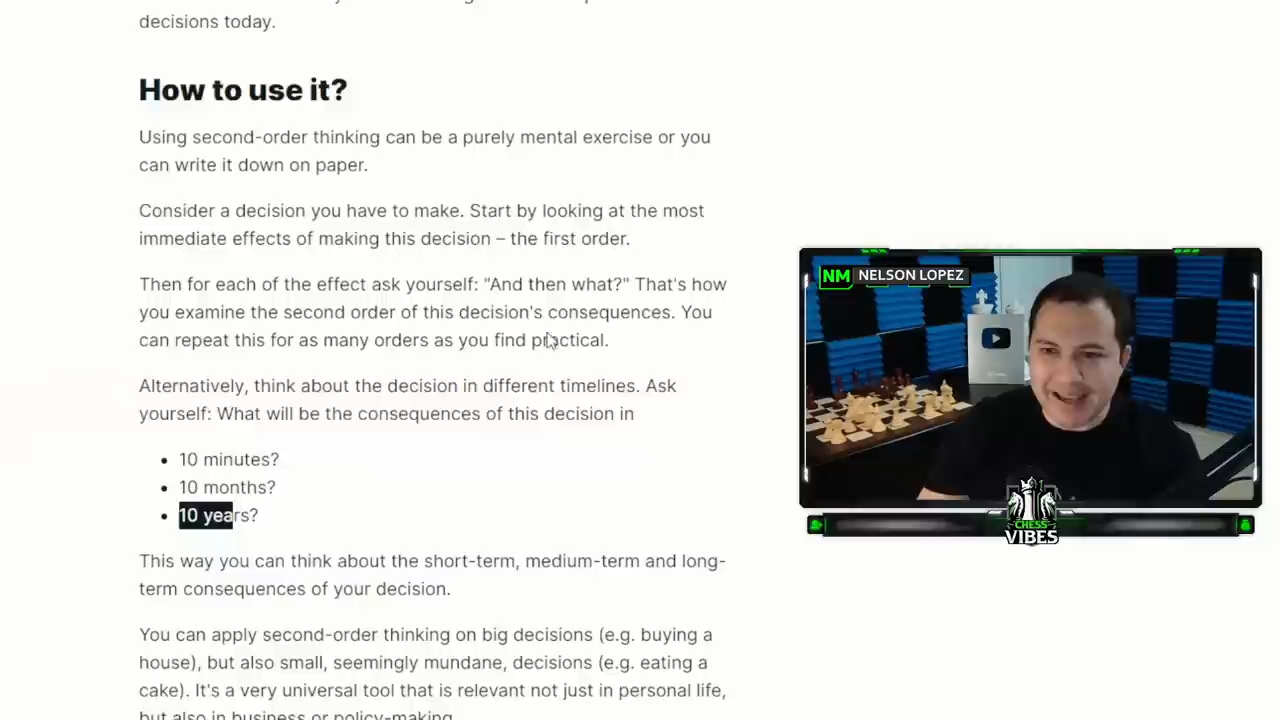 decisions today.
How to use it?
Using second-order thinking can be a purely mental exercise or you
can write it down on paper.
Consider a decision you have to make. Start by looking at the most
immediate effects of making this decision – the first order.
Then for each of the effect ask yourself: "And then what?" That's how
you examine the second order of this decision's consequences. You
can repeat this for as many orders as you find practical.
Alternatively, think about the decision in different timelines. Ask
yourself: What will be the consequences of this decision in
• 10 minutes?
• 10 months?
• 10 years?
This way you can think about the short-term, medium-term and long-
term consequences of your decision.
You can apply second-order thinking on big decisions (e.g. buying a
house), but also small, seemingly mundane, decisions (e.g. eating a
cake). It's a very universal tool that is relevant not just in personal life,
but also in business or policy-making.
NM NELSON LOPEZ
CHESS
VIBES